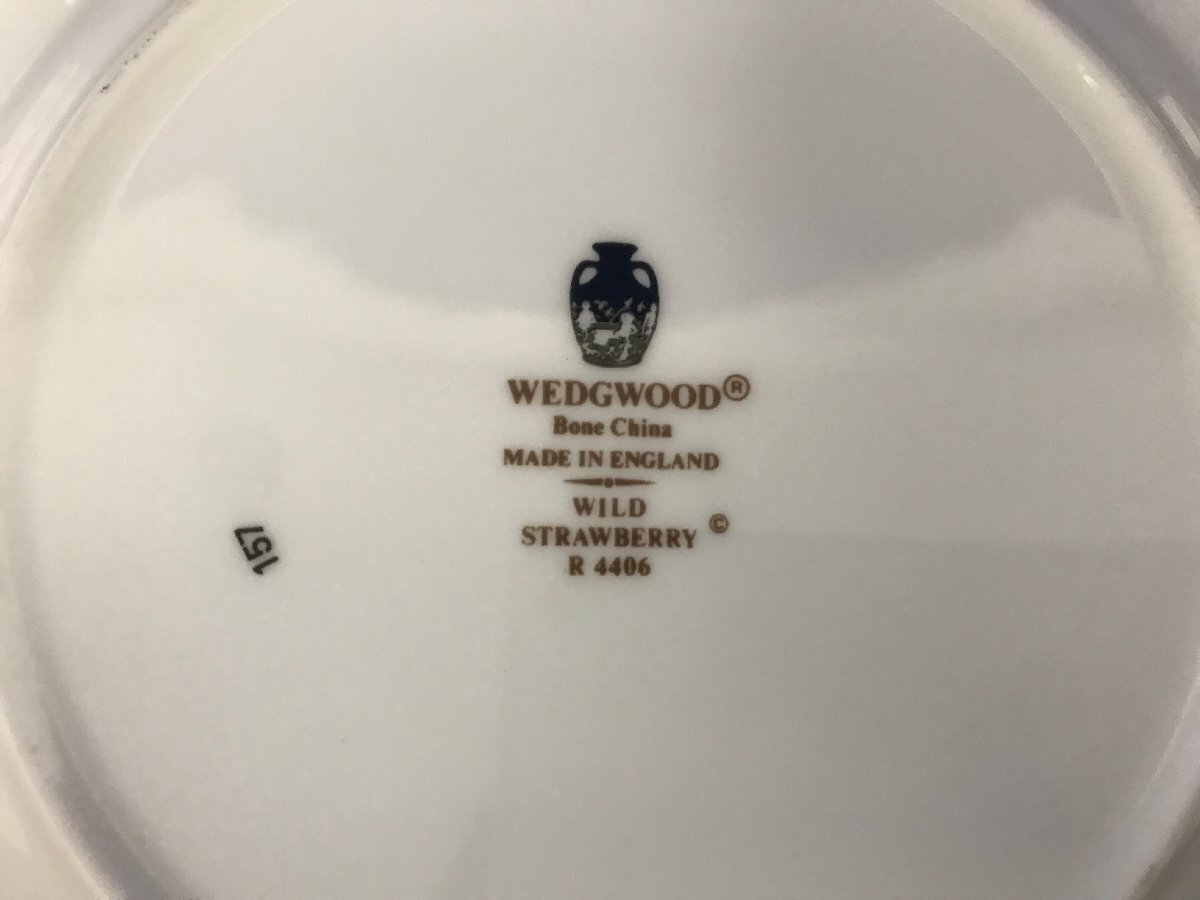 WEDGWOOD®
Bone China
MADE IN ENGLAND
WILD
STRAWBERRY ©
R 4406
157